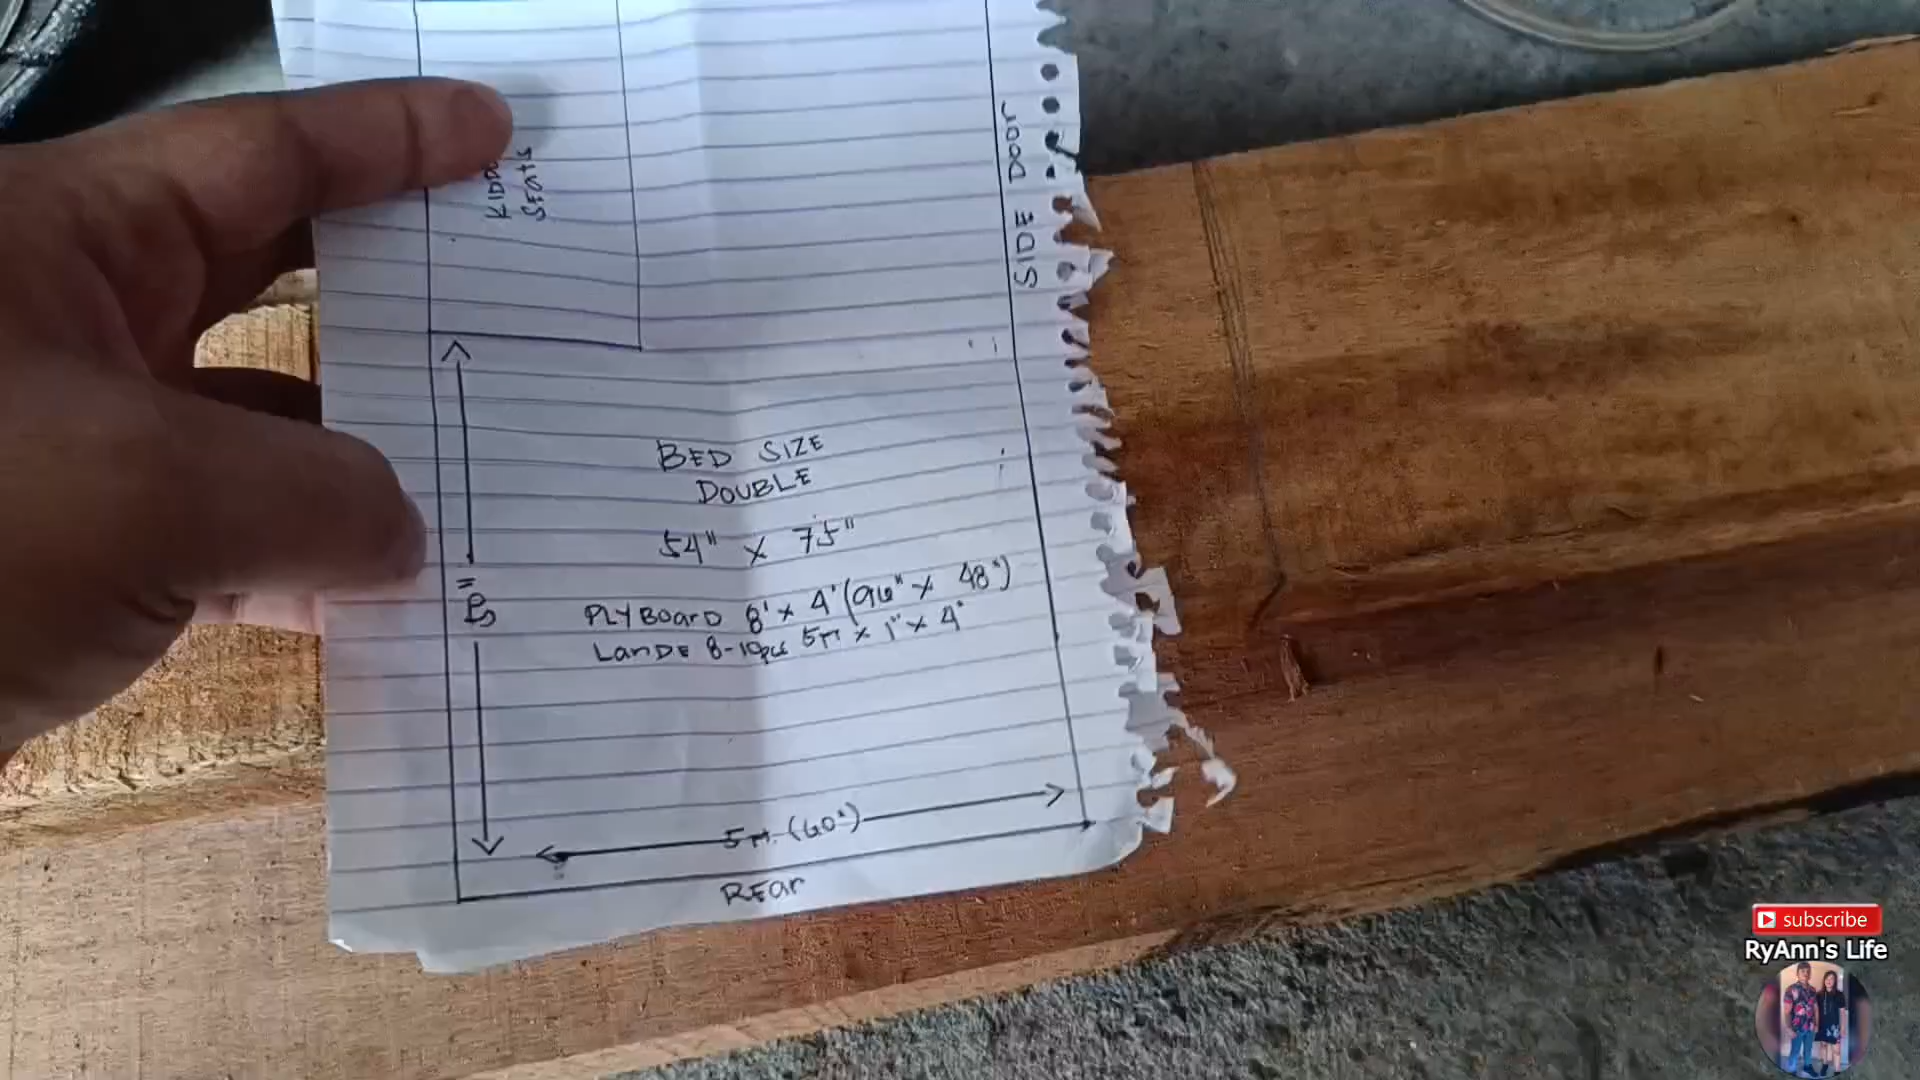 SEats
SIDE DOOR
BED SIZE
DOUBLE
54" x 75"
PLYBOARD 8' x 4' (96" x 48")
LANDE 8-10pcs 5ft x 1" x 4"
5ft. (60")
REar
subscribe
RyAnn's Life